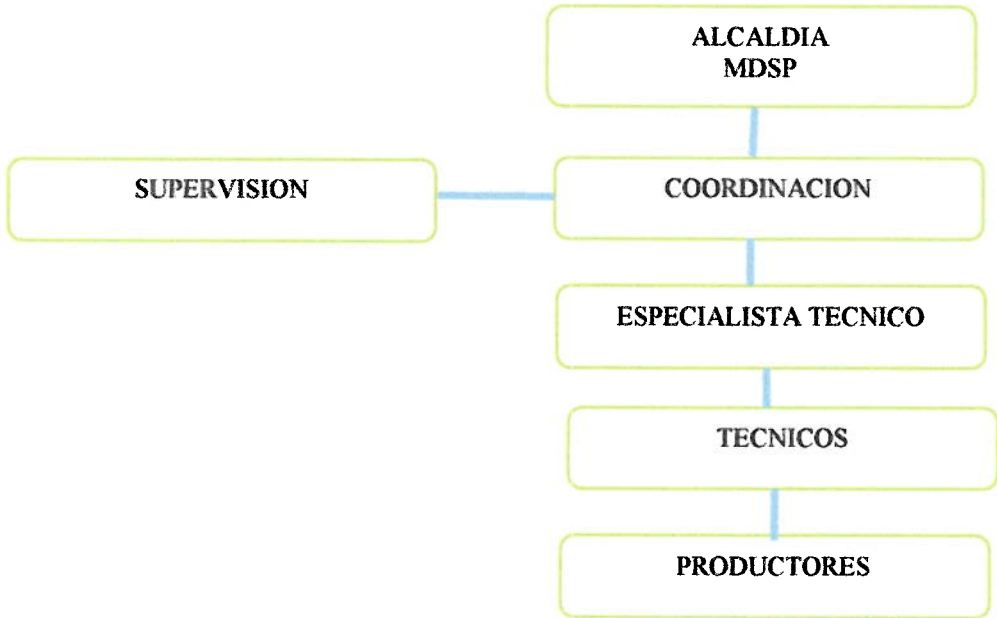 ALCALDIA
MDSP
SUPERVISION
COORDINACION
ESPECIALISTA TECNICO
TECNICOS
PRODUCTORES